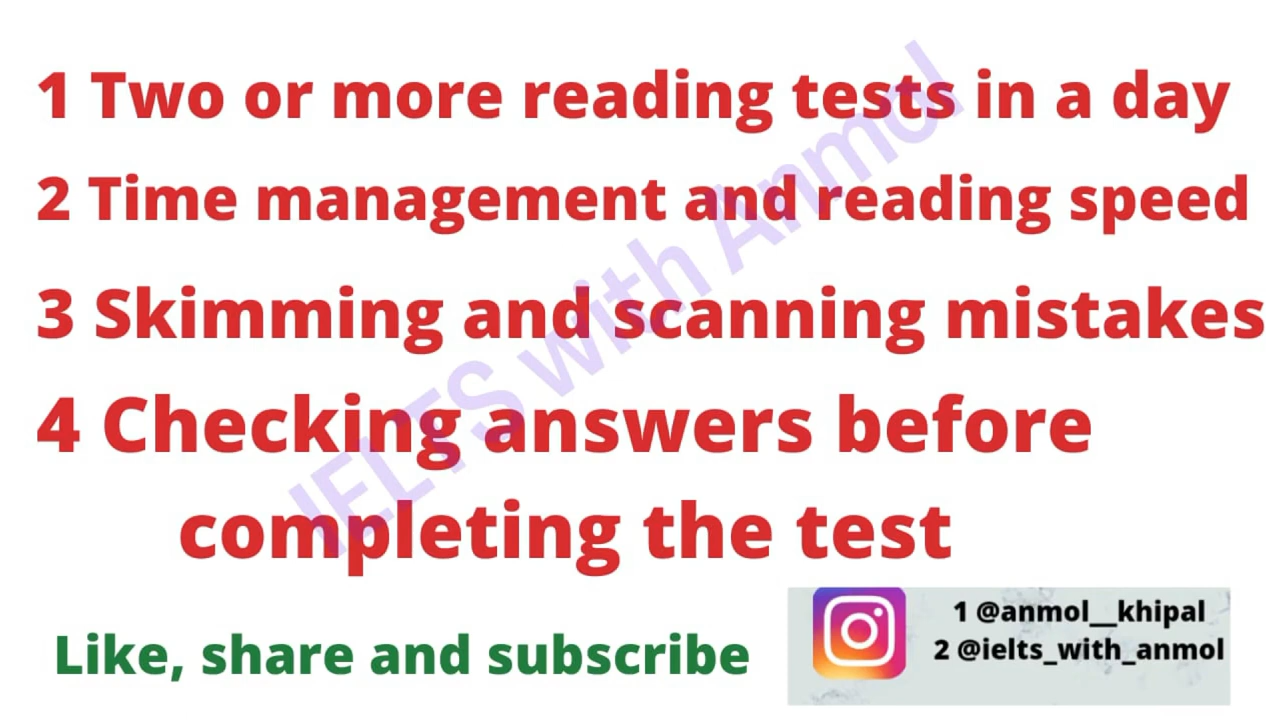 1 Two or more reading tests in a day
2 Time management and reading speed
3 Skimming and scanning mistakes
4 Checking answers before
completing the test
IELTS with Anmol
Like, share and subscribe
1 @anmol__khipal
2 @ielts_with_anmol